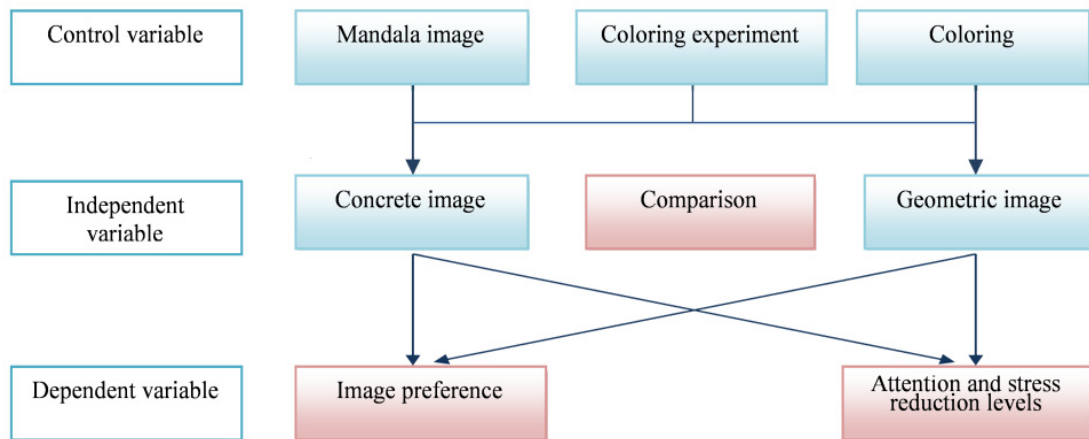 Control variable
Mandala image
Coloring experiment
Coloring
Independent
variable
Concrete image
Comparison
Geometric image
Dependent variable
Image preference
Attention and stress
reduction levels